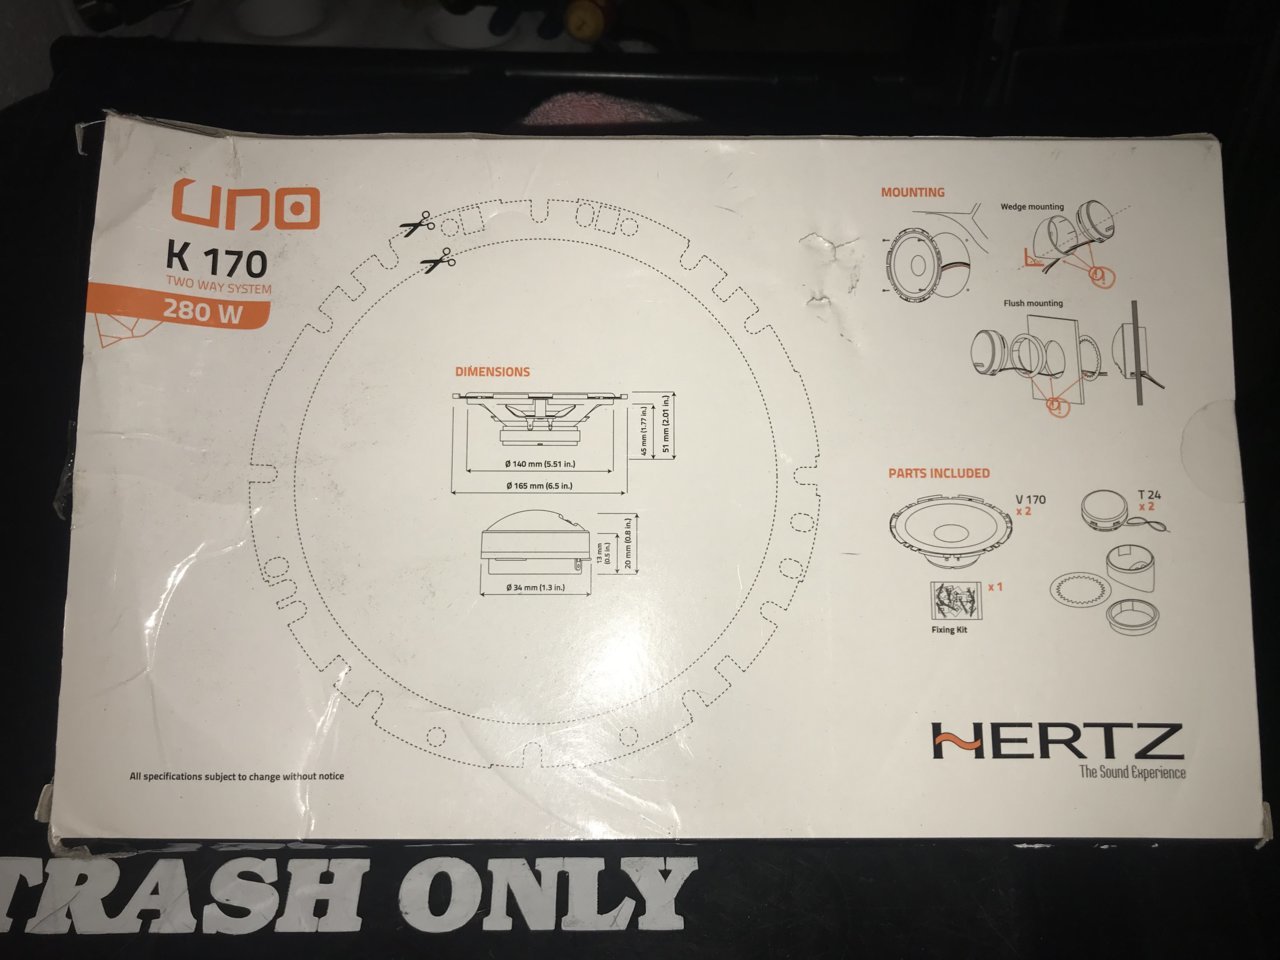 uno
K 170
TWO WAY SYSTEM
280 W
DIMENSIONS
45 mm (1.77 in.)
51 mm (2.01 in.)
Ø 140 mm (5.51 in.)
Ø 165 mm (6.5 in.)
13 mm
(0.5 in.)
20 mm (0.8 in.)
Ø 34 mm (1.3 in.)
All specifications subject to change without notice
MOUNTING
Wedge mounting
Flush mounting
PARTS INCLUDED
V 170
x 2
T 24
x 2
x 1
Fixing Kit
HERTZ
The Sound Experience
TRASH ONLY